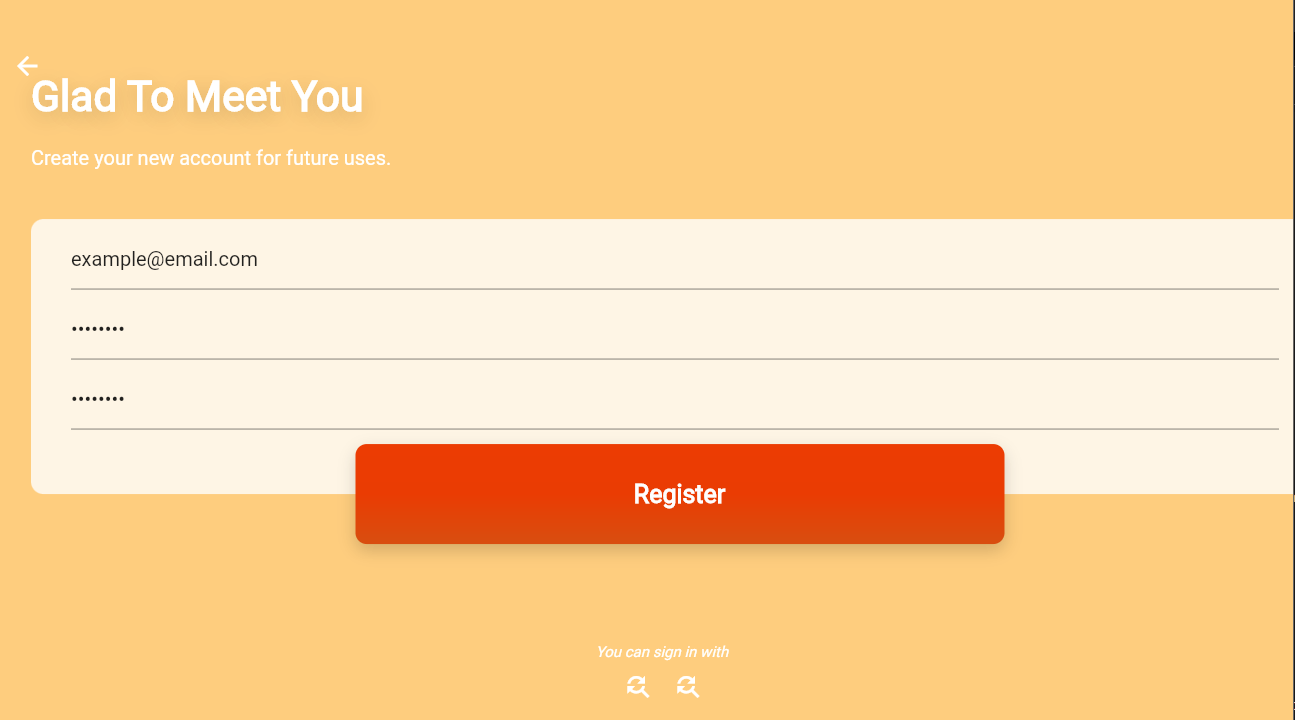 Glad To Meet You
Create your new account for future uses.
example@email.com
••••••••
••••••••
Register
You can sign in with